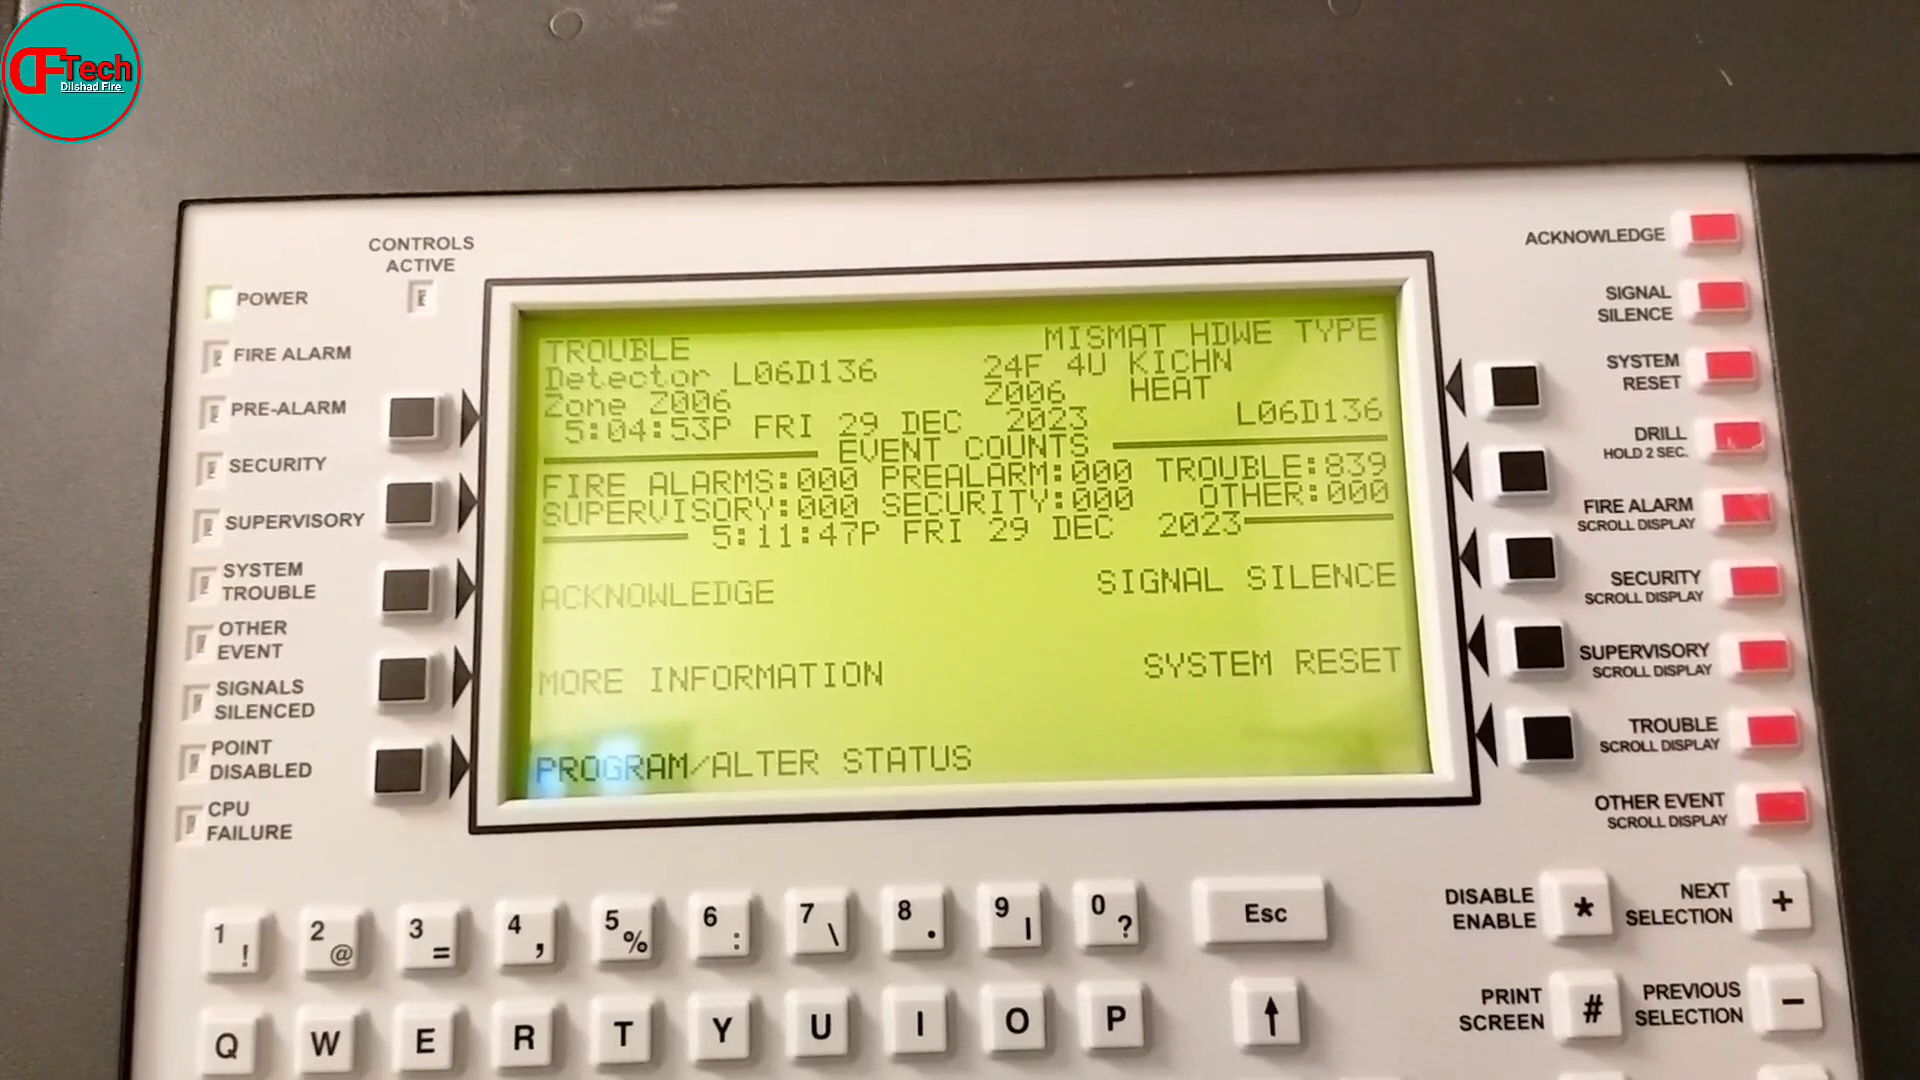 DFTech
Dilshad Fire
CONTROLS
ACTIVE
POWER
FIRE ALARM
PRE-ALARM
SECURITY
SUPERVISORY
SYSTEM
TROUBLE
OTHER
EVENT
SIGNALS
SILENCED
POINT
DISABLED
CPU
FAILURE
TROUBLE MISMAT HDWE TYPE
Detector L06D136 24F 4U KICHN
Zone Z006 Z006 HEAT
5:04:53P FRI 29 DEC 2023 L06D136
EVENT COUNTS
FIRE ALARMS:000 PREALARM:000 TROUBLE:839
SUPERVISORY:000 SECURITY:000 OTHER:000
5:11:47P FRI 29 DEC 2023
ACKNOWLEDGE SIGNAL SILENCE
MORE INFORMATION SYSTEM RESET
PROGRAM/ALTER STATUS
ACKNOWLEDGE
SIGNAL
SILENCE
SYSTEM
RESET
DRILL
HOLD 2 SEC.
FIRE ALARM
SCROLL DISPLAY
SECURITY
SCROLL DISPLAY
SUPERVISORY
SCROLL DISPLAY
TROUBLE
SCROLL DISPLAY
OTHER EVENT
SCROLL DISPLAY
1 ! 2 @ 3 = 4 , 5 % 6 : 7 \ 8 . 9 | 0 ? Esc
DISABLE
ENABLE
*
NEXT
SELECTION
+
Q W E R T Y U I O P ↑
PRINT
SCREEN
#
PREVIOUS
SELECTION
−